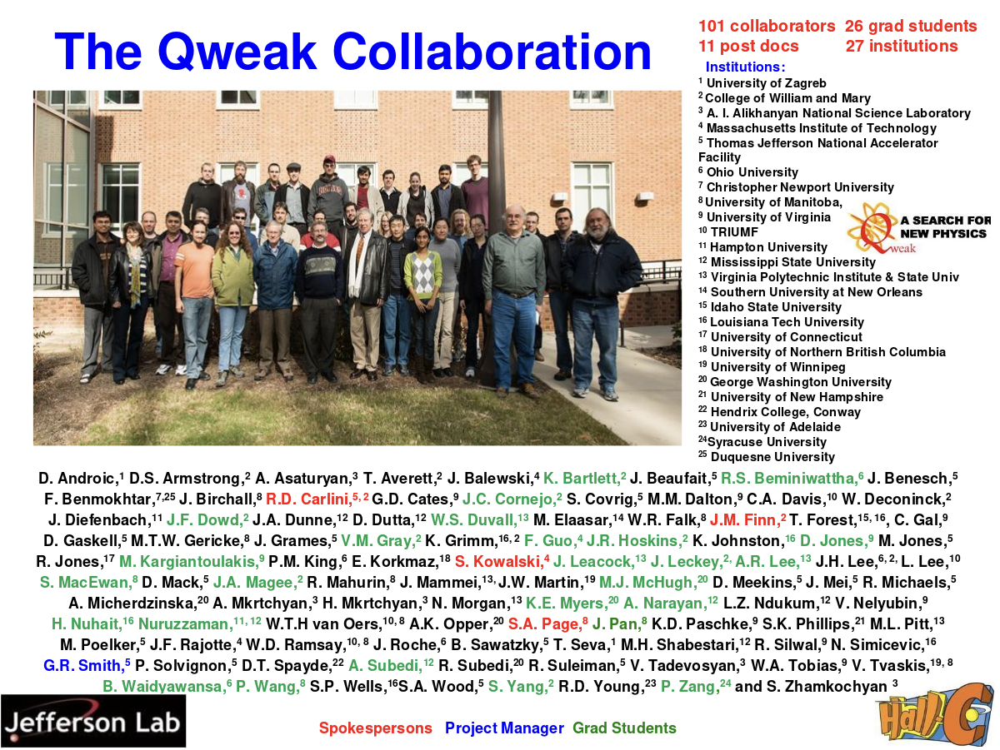 The Qweak Collaboration
101 collaborators 26 grad students
11 post docs 27 institutions
Institutions:
1 University of Zagreb
2 College of William and Mary
3 A. I. Alikhanyan National Science Laboratory
4 Massachusetts Institute of Technology
5 Thomas Jefferson National Accelerator
Facility
6 Ohio University
7 Christopher Newport University
8 University of Manitoba,
9 University of Virginia
10 TRIUMF
11 Hampton University
12 Mississippi State University
13 Virginia Polytechnic Institute & State Univ
14 Southern University at New Orleans
15 Idaho State University
16 Louisiana Tech University
17 University of Connecticut
18 University of Northern British Columbia
19 University of Winnipeg
20 George Washington University
21 University of New Hampshire
22 Hendrix College, Conway
23 University of Adelaide
24Syracuse University
25 Duquesne University
A SEARCH FOR
NEW PHYSICS
Qweak
D. Androic,1 D.S. Armstrong,2 A. Asaturyan,3 T. Averett,2 J. Balewski,4 K. Bartlett,2 J. Beaufait,5 R.S. Beminiwattha,6 J. Benesch,5
F. Benmokhtar,7,25 J. Birchall,8 R.D. Carlini,5, 2 G.D. Cates,9 J.C. Cornejo,2 S. Covrig,5 M.M. Dalton,9 C.A. Davis,10 W. Deconinck,2
J. Diefenbach,11 J.F. Dowd,2 J.A. Dunne,12 D. Dutta,12 W.S. Duvall,13 M. Elaasar,14 W.R. Falk,8 J.M. Finn,2 T. Forest,15, 16, C. Gal,9
D. Gaskell,5 M.T.W. Gericke,8 J. Grames,5 V.M. Gray,2 K. Grimm,16, 2 F. Guo,4 J.R. Hoskins,2 K. Johnston,16 D. Jones,9 M. Jones,5
R. Jones,17 M. Kargiantoulakis,9 P.M. King,6 E. Korkmaz,18 S. Kowalski,4 J. Leacock,13 J. Leckey,2, A.R. Lee,13 J.H. Lee,6, 2, L. Lee,10
S. MacEwan,8 D. Mack,5 J.A. Magee,2 R. Mahurin,8 J. Mammei,13, J.W. Martin,19 M.J. McHugh,20 D. Meekins,5 J. Mei,5 R. Michaels,5
A. Micherdzinska,20 A. Mkrtchyan,3 H. Mkrtchyan,3 N. Morgan,13 K.E. Myers,20 A. Narayan,12 L.Z. Ndukum,12 V. Nelyubin,9
H. Nuhait,16 Nuruzzaman,11, 12 W.T.H van Oers,10, 8 A.K. Opper,20 S.A. Page,8 J. Pan,8 K.D. Paschke,9 S.K. Phillips,21 M.L. Pitt,13
M. Poelker,5 J.F. Rajotte,4 W.D. Ramsay,10, 8 J. Roche,6 B. Sawatzky,5 T. Seva,1 M.H. Shabestari,12 R. Silwal,9 N. Simicevic,16
G.R. Smith,5 P. Solvignon,5 D.T. Spayde,22 A. Subedi,12 R. Subedi,20 R. Suleiman,5 V. Tadevosyan,3 W.A. Tobias,9 V. Tvaskis,19, 8
B. Waidyawansa,6 P. Wang,8 S.P. Wells,16S.A. Wood,5 S. Yang,2 R.D. Young,23 P. Zang,24 and S. Zhamkochyan 3
Jefferson Lab
Spokespersons Project Manager Grad Students
Hall-C